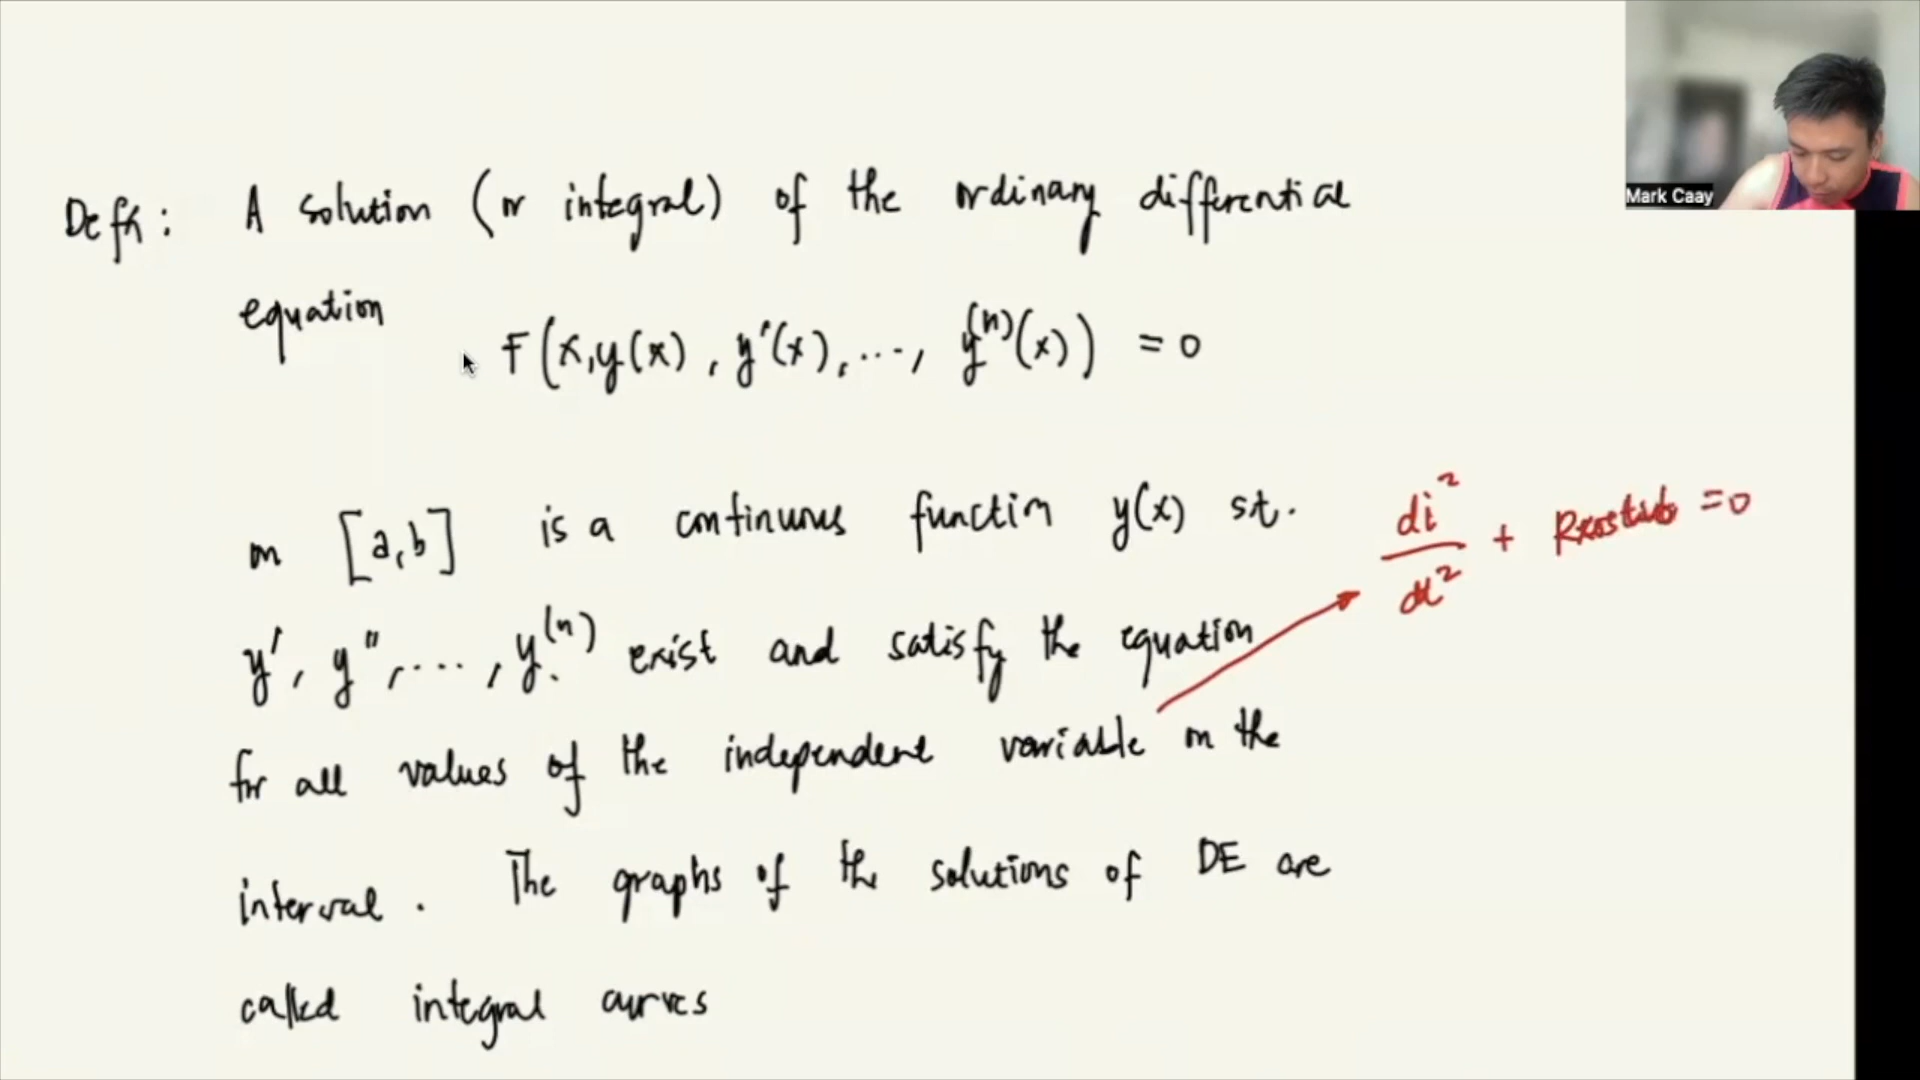 Mark Caay
Defn: A solution (or integral) of the ordinary differential
equation
F(x, y(x), y'(x), ..., y^(n)(x)) = 0
on [a,b] is a continuous function y(x) s.t.
di²/dt² + = 0
y', y'', ..., y^(n) exist and satisfy the equation
for all values of the independent variable on the
interval. The graphs of the solutions of DE are
called integral curves